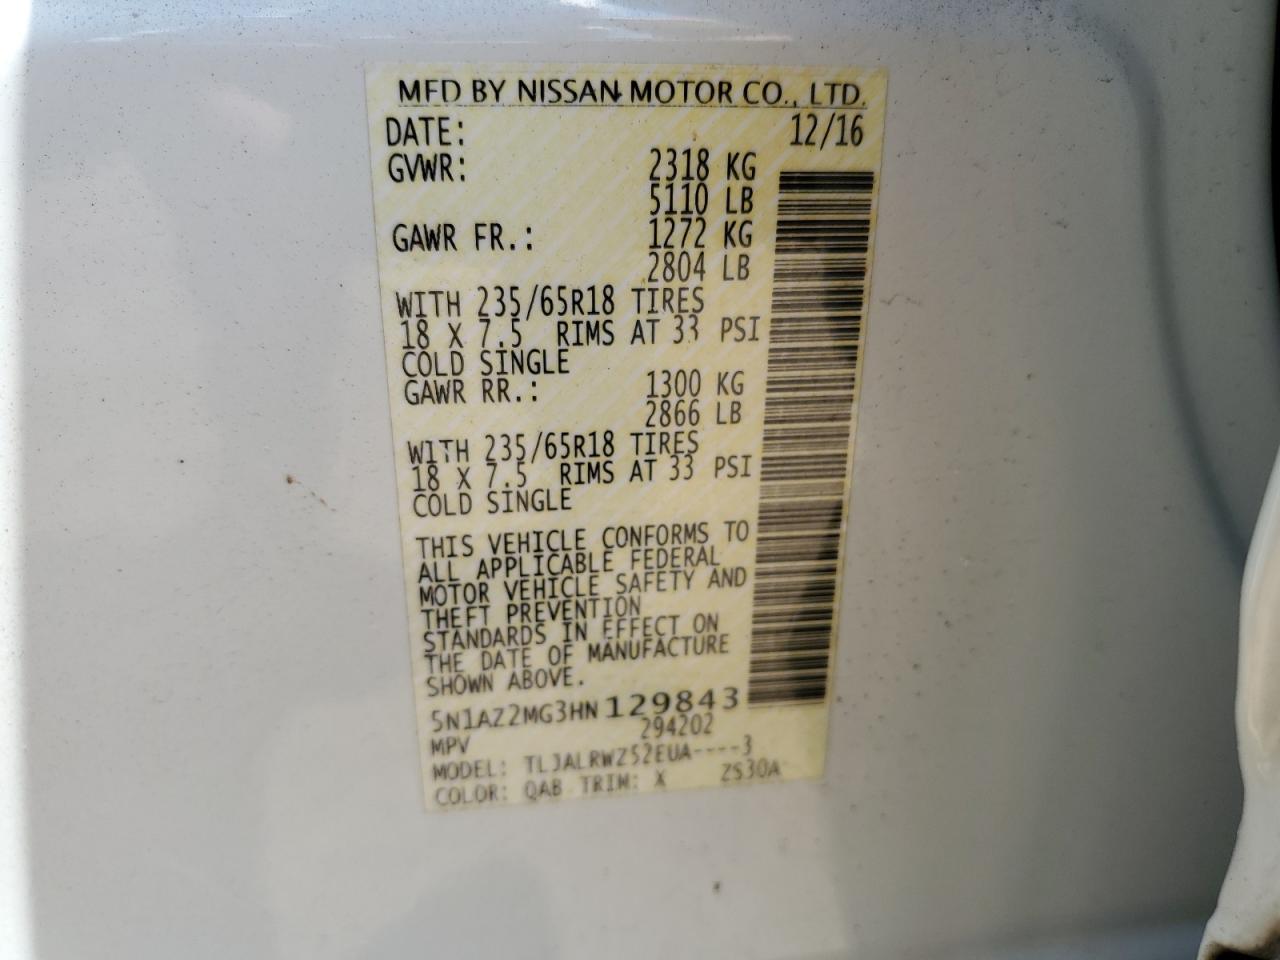 MFD BY NISSAN MOTOR CO., LTD.
DATE: 12/16
GVWR: 2318 KG
5110 LB
GAWR FR.: 1272 KG
2804 LB
WITH 235/65R18 TIRES
18 X 7.5 RIMS AT 33 PSI
COLD SINGLE
GAWR RR.: 1300 KG
2866 LB
WITH 235/65R18 TIRES
18 X 7.5 RIMS AT 33 PSI
COLD SINGLE
THIS VEHICLE CONFORMS TO
ALL APPLICABLE FEDERAL
MOTOR VEHICLE SAFETY AND
THEFT PREVENTION
STANDARDS IN EFFECT ON
THE DATE OF MANUFACTURE
SHOWN ABOVE.
5N1AZ2MG3HN129843
MPV 294202
MODEL: TLJALRWZ52EUA----3
COLOR: QAB TRIM: X ZS30A